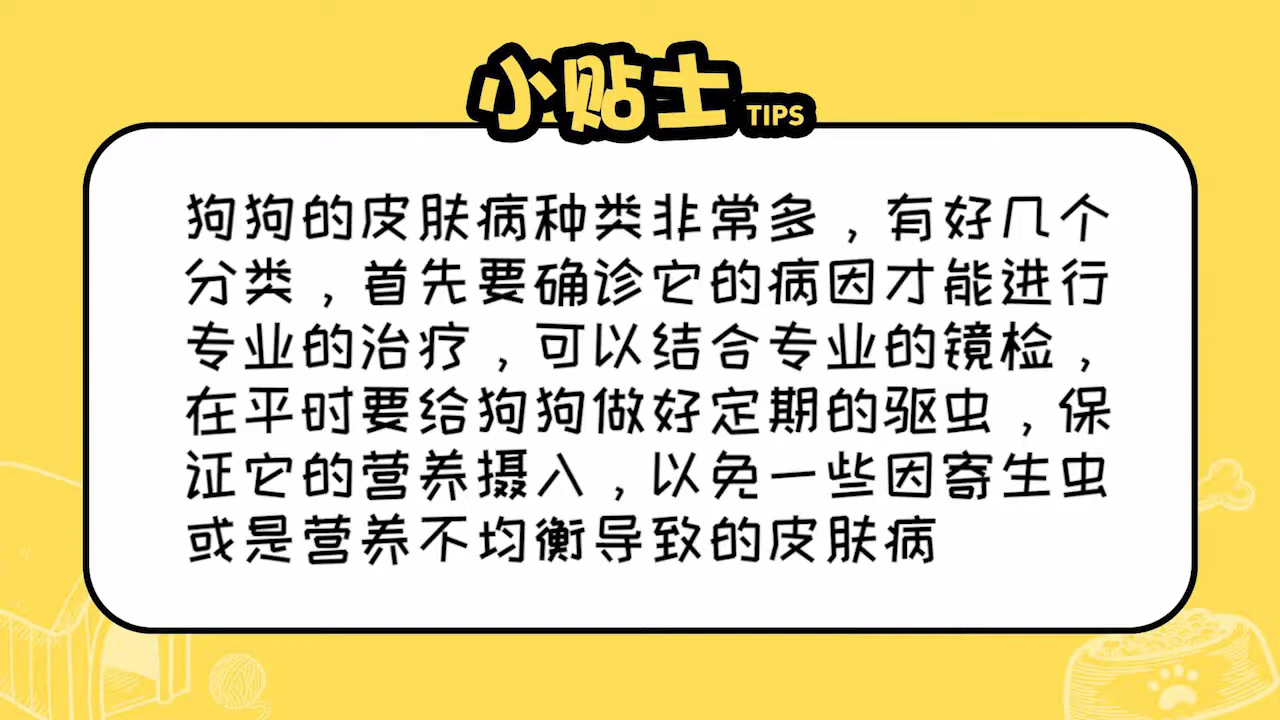 小贴士 TIPS
狗狗的皮肤病种类非常多，有好几个
分类，首先要确诊它的病因才能进行
专业的治疗，可以结合专业的镜检，
在平时要给狗狗做好定期的驱虫，保
证它的营养摄入，以免一些因寄生虫
或是营养不均衡导致的皮肤病